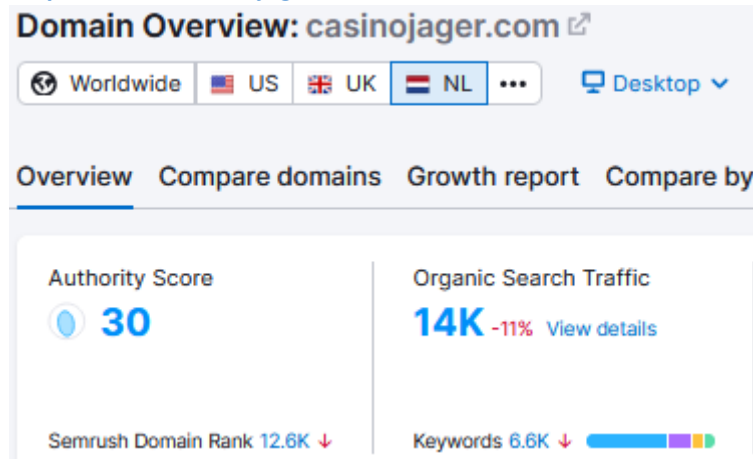 Domain Overview: casinojager.com
Worldwide US UK NL ••• Desktop
Overview Compare domains Growth report Compare by
Authority Score
30
Semrush Domain Rank 12.6K ↓
Organic Search Traffic
14K -11% View details
Keywords 6.6K ↓